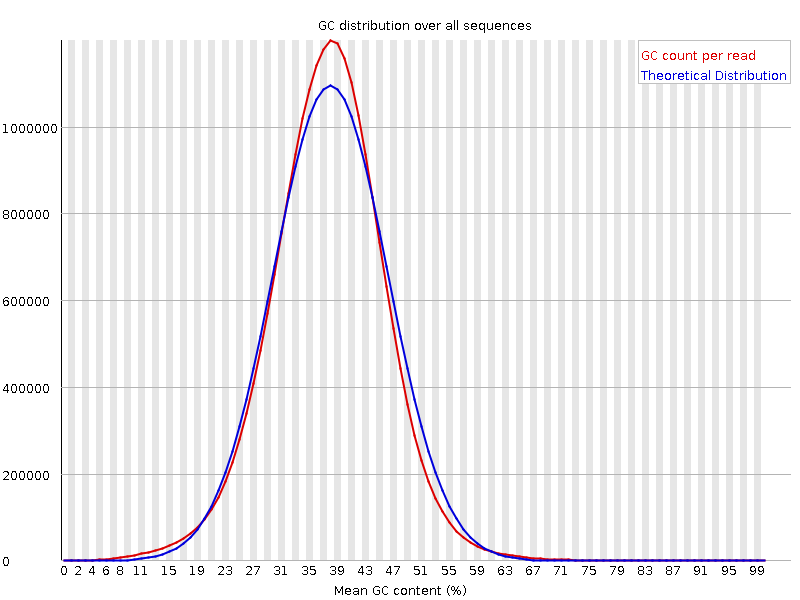 GC distribution over all sequences
GC count per read
Theoretical Distribution
1000000
800000
600000
400000
200000
0
0 2 4 6 8 11 15 19 23 27 31 35 39 43 47 51 55 59 63 67 71 75 79 83 87 91 95 99
Mean GC content (%)